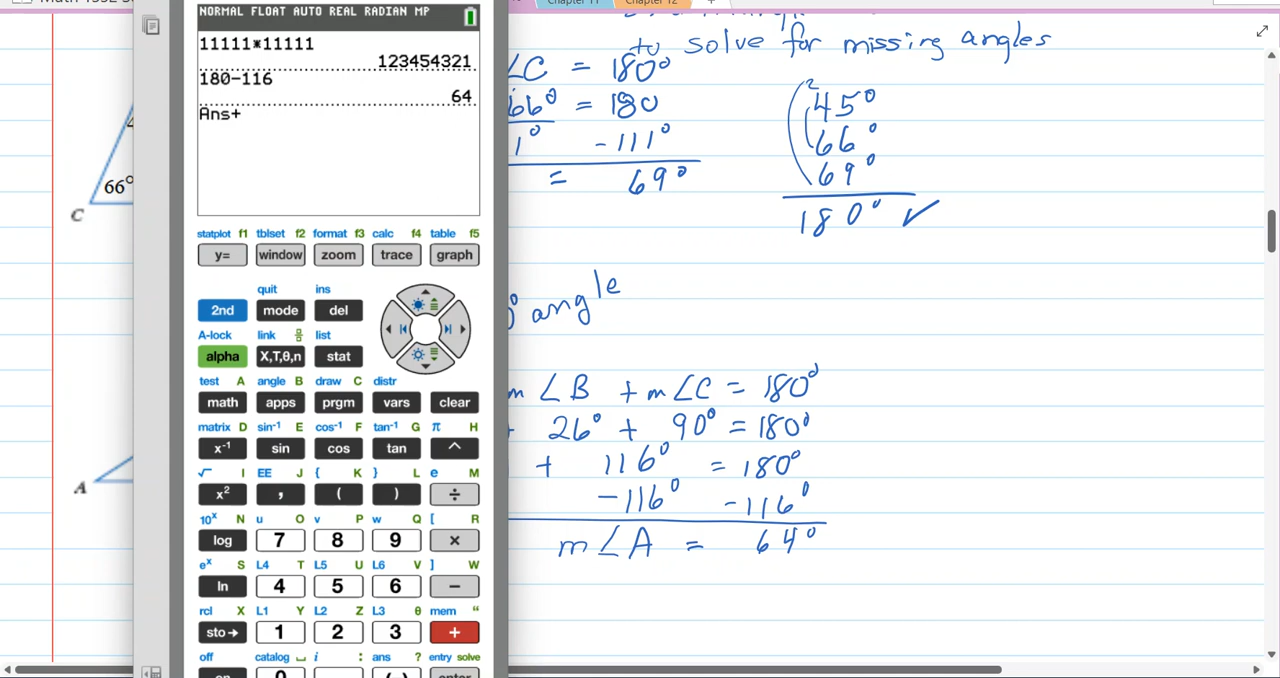 Chapter 11 Chapter 12 +
NORMAL FLOAT AUTO REAL RADIAN MP
11111*11111
123454321
180-116
64
Ans+
to solve for missing angles
∠C = 180°
66° = 180
1° -111°
= 69°
45°
66°
69°
180° ✓
66°
C
A
angle
m∠B + m∠C = 180°
26° + 90° = 180°
+ 116° = 180°
-116° -116°
m∠A = 64°
statplot f1 tblset f2 format f3 calc f4 table f5
y= window zoom trace graph
quit ins
2nd mode del
A-lock link list
alpha X,T,θ,n stat
test A angle B draw C distr
math apps prgm vars clear
matrix D sin⁻¹ E cos⁻¹ F tan⁻¹ G π H
x⁻¹ sin cos tan ^
√ I EE J { K } L e M
x² , ( ) ÷
10ˣ N u O v P w Q [ R
log 7 8 9 ×
eˣ S L4 T L5 U L6 V ] W
ln 4 5 6 −
rcl X L1 Y L2 Z L3 θ mem "
sto→ 1 2 3 +
off catalog i : ans ? entry solve